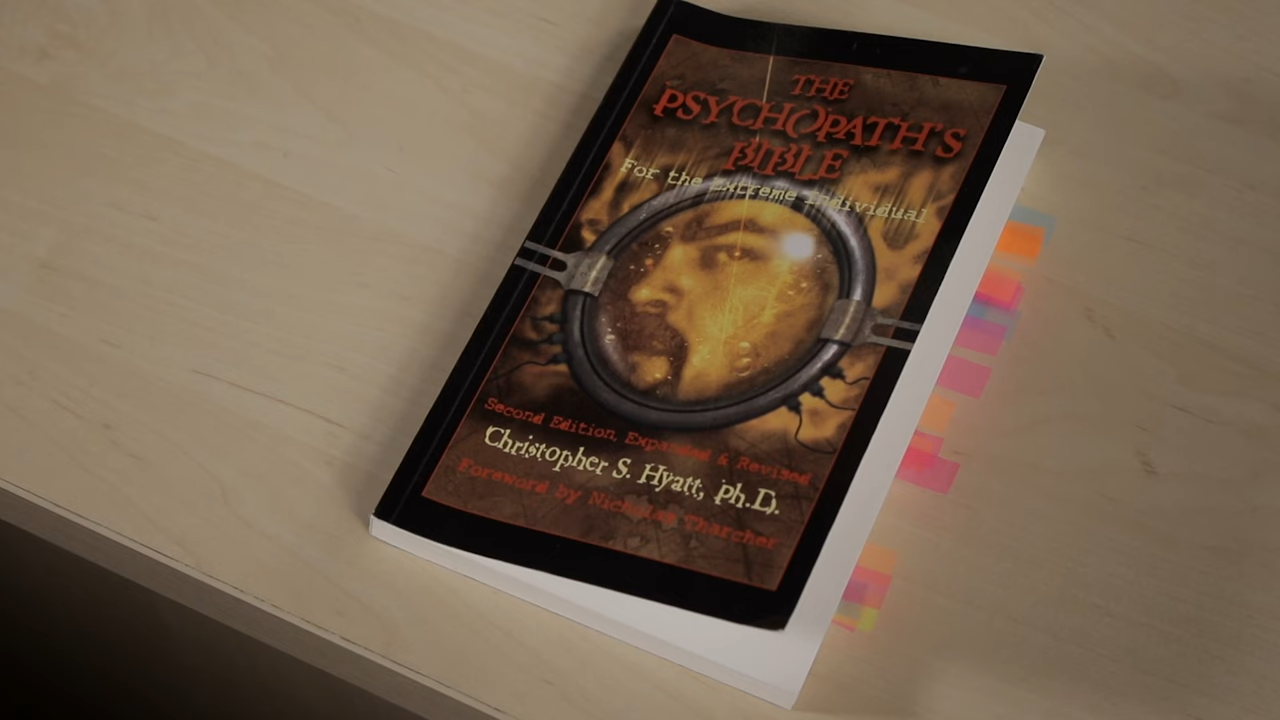 THE
PSYCHOPATH'S
BIBLE
For the Extreme Individual
Second Edition, Expanded & Revised
Christopher S. Hyatt, Ph.D.
Foreword by Nicholas Tharcher